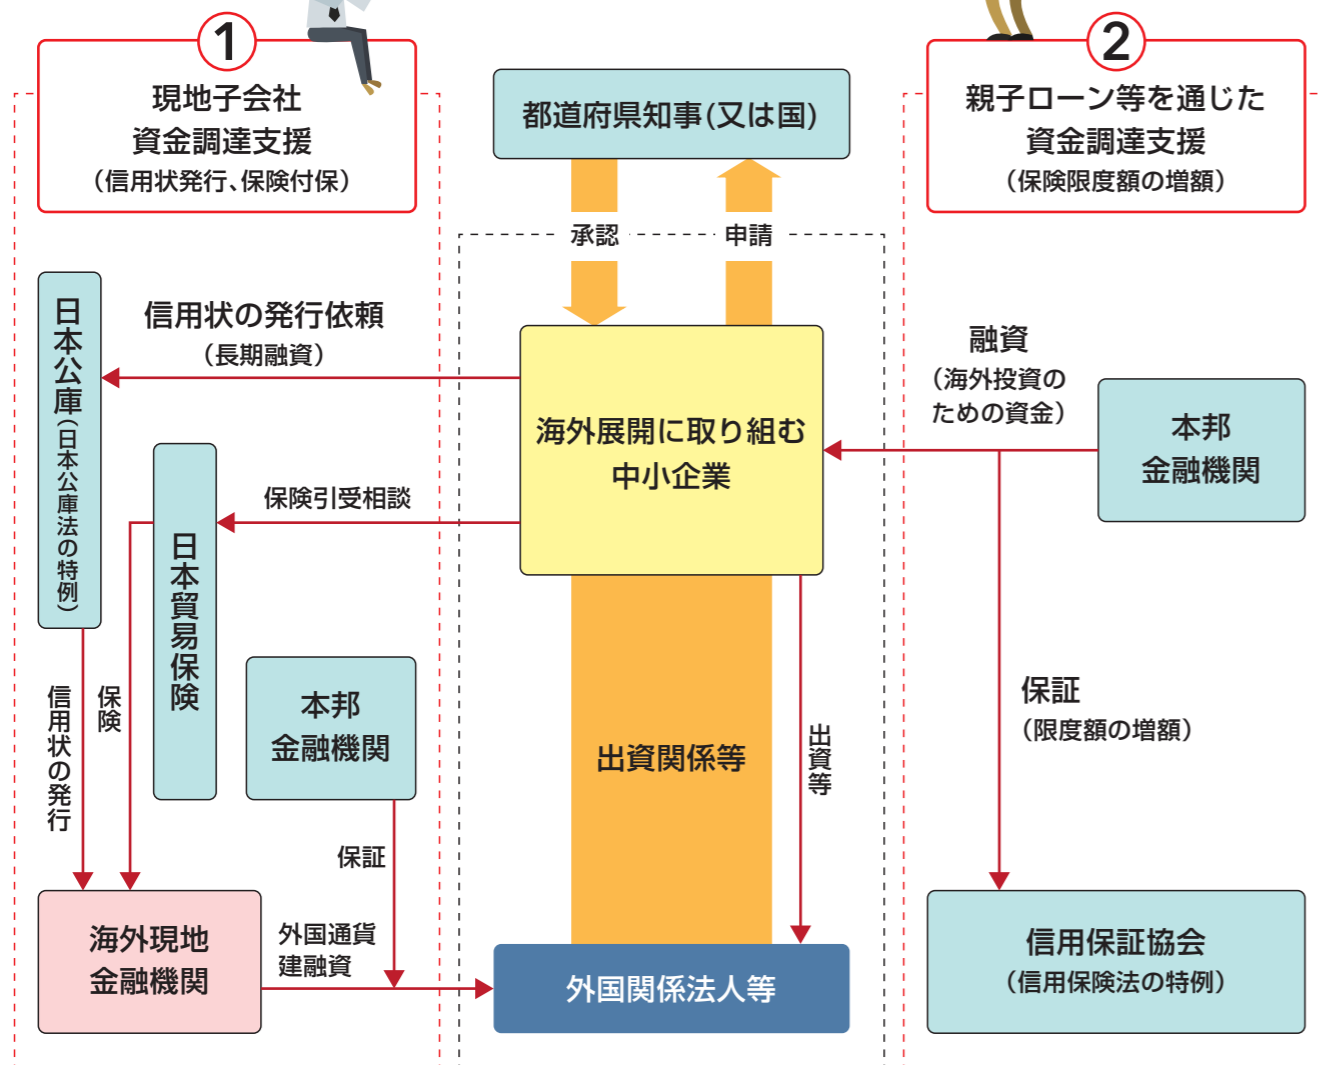 1
現地子会社
資金調達支援
（信用状発行、保険付保）
都道府県知事(又は国)
2
親子ローン等を通じた
資金調達支援
（保険限度額の増額）
承認
申請
日本公庫（日本公庫法の特例）
信用状の発行依頼
（長期融資）
日本貿易保険
保険引受相談
海外展開に取り組む
中小企業
融資
（海外投資の
ための資金）
本邦
金融機関
信用状の発行
保険
本邦
金融機関
保証
出資関係等
出資等
保証
（限度額の増額）
海外現地
金融機関
外国通貨
建融資
外国関係法人等
信用保証協会
（信用保険法の特例）